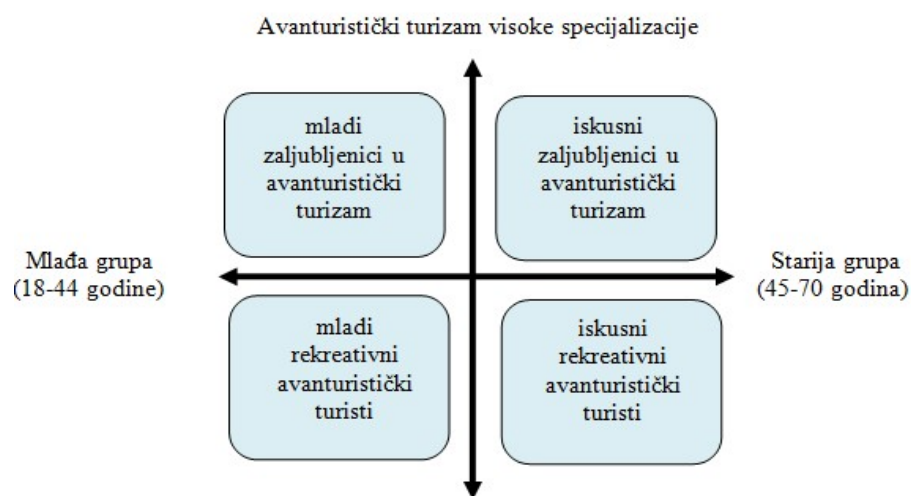 Avanturistički turizam visoke specijalizacije
mladi
zaljubljenici u
avanturistički
turizam
iskusni
zaljubljenici u
avanturistički
turizam
Mlađa grupa
(18-44 godine)
Starija grupa
(45-70 godina)
mladi
rekreativni
avanturistički
turisti
iskusni
rekreativni
avanturistički
turisti